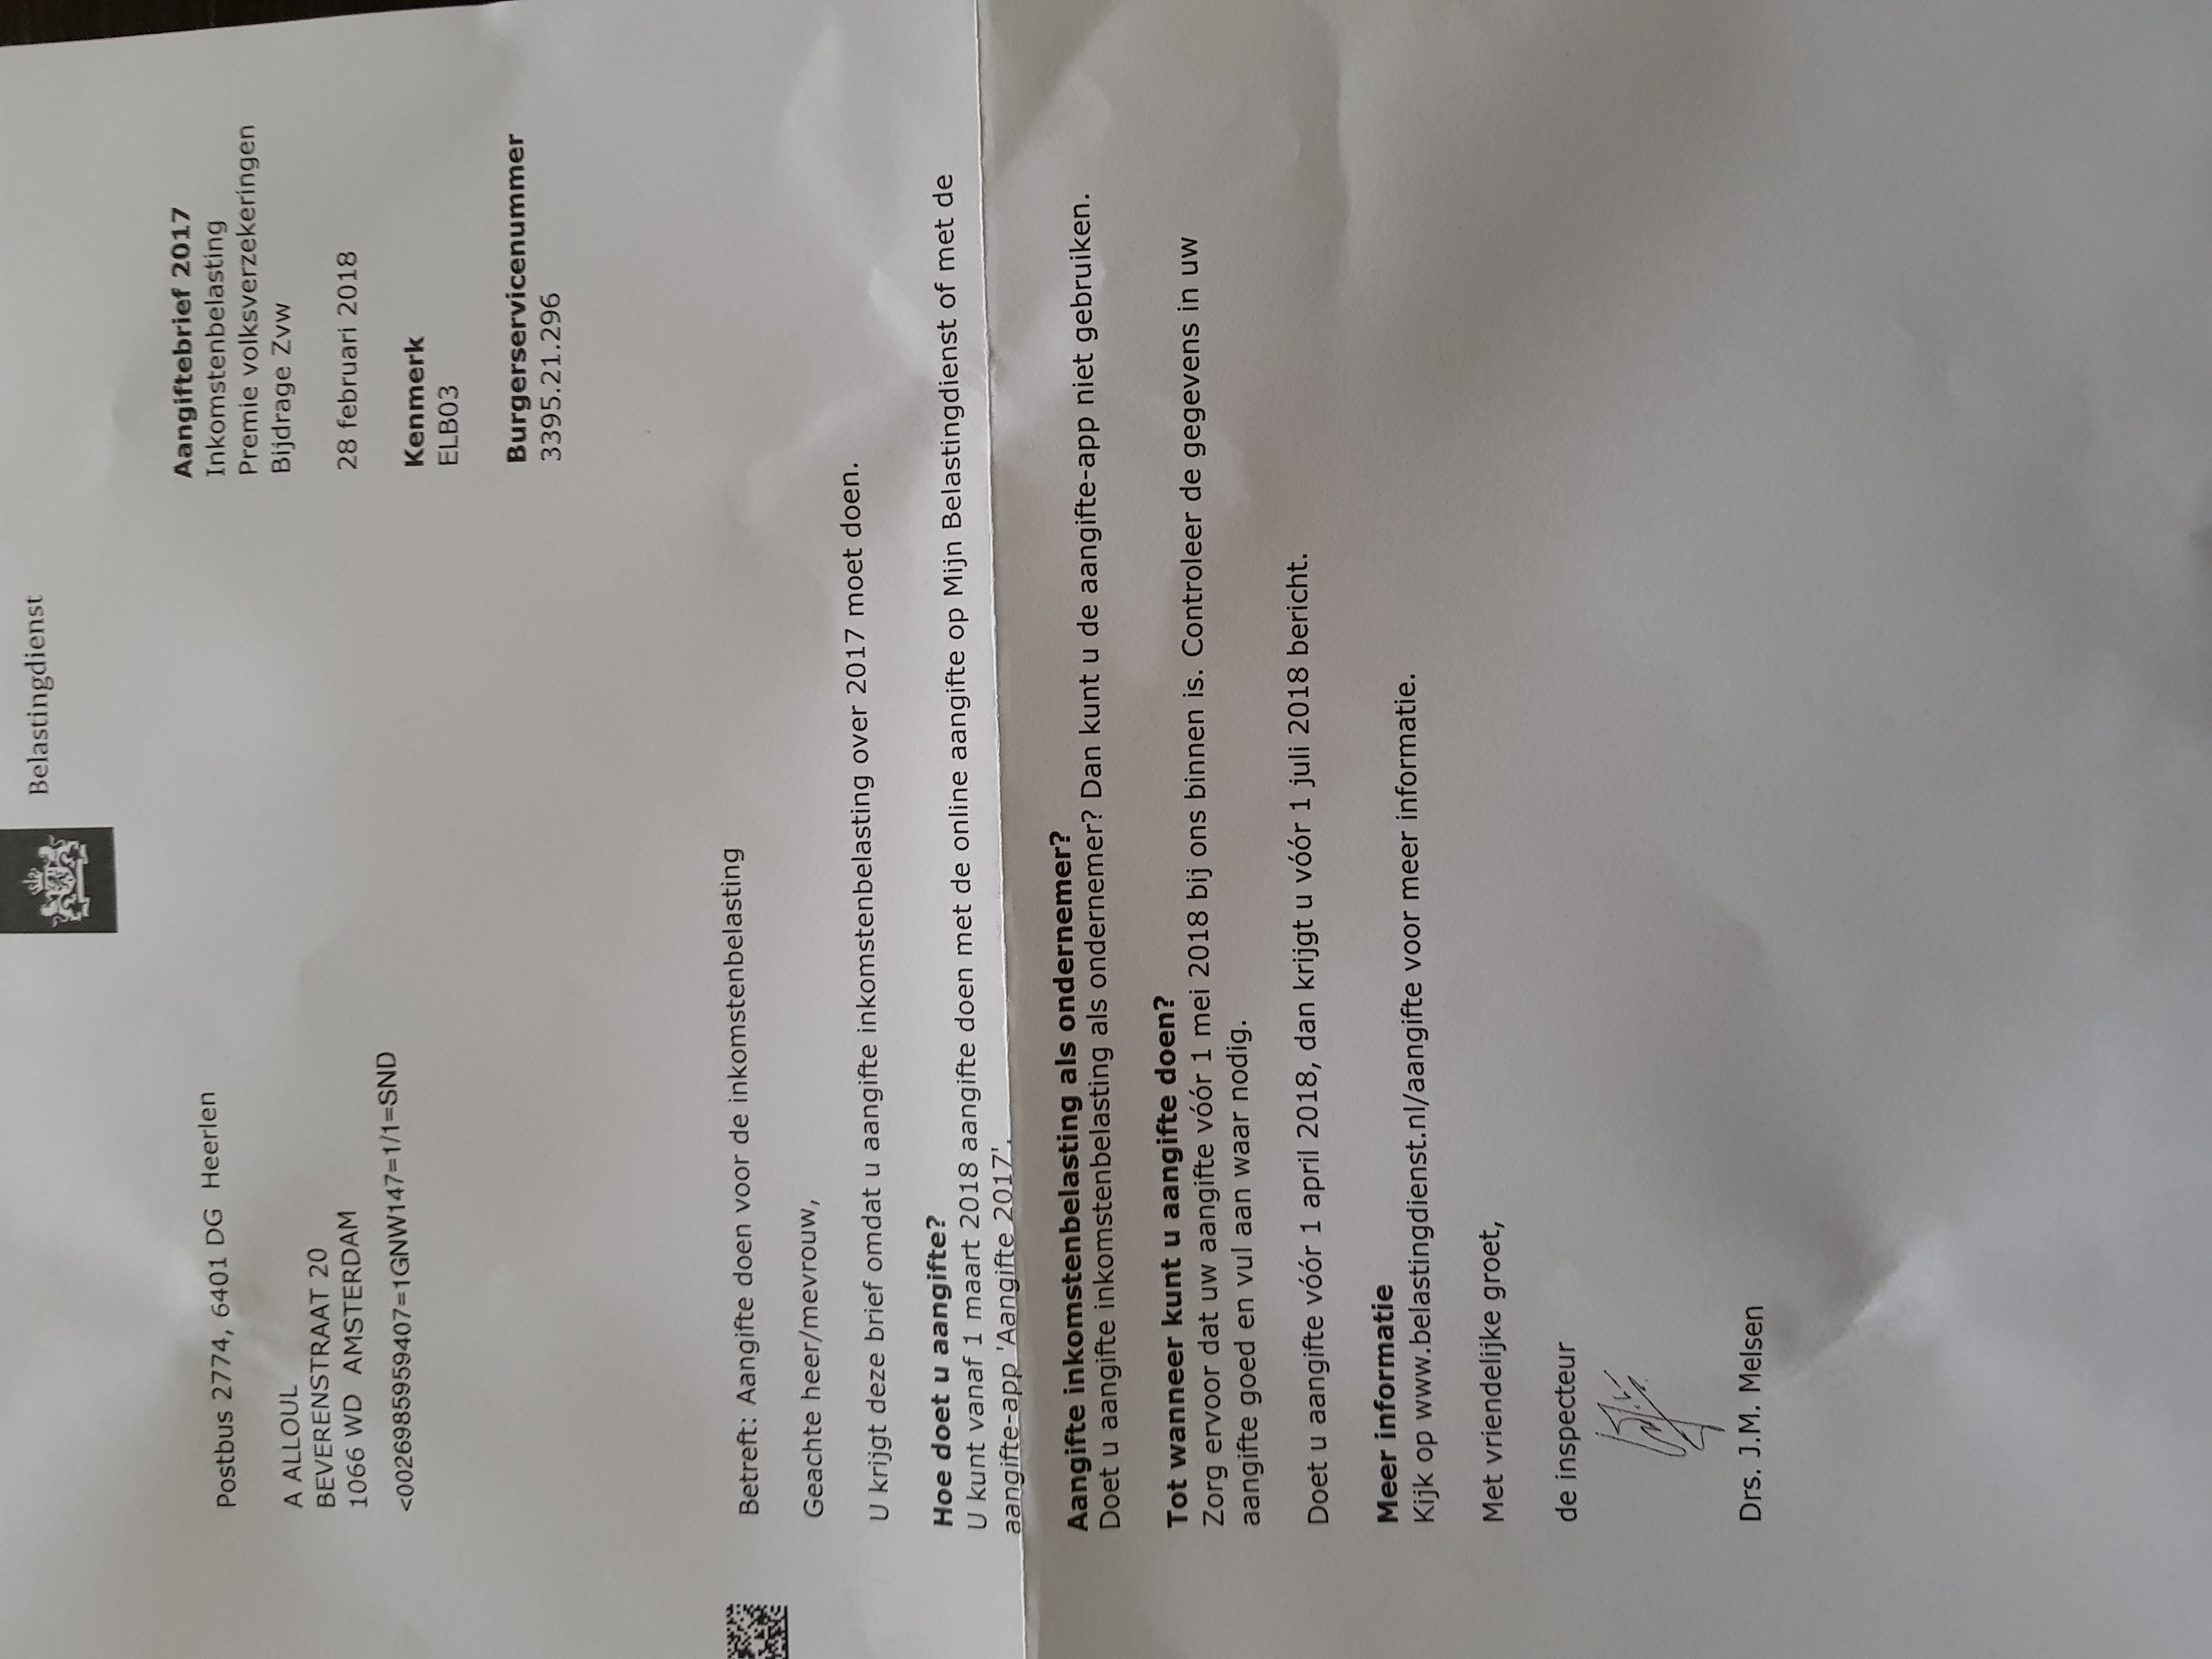 Belastingdienst
Aangiftebrief 2017
Inkomstenbelasting
Premie volksverzekeringen
Bijdrage Zvw
28 februari 2018
Kenmerk
ELB03
Burgerservicenummer
3395.21.296
Postbus 2774, 6401 DG Heerlen
A ALLOUL
BEVERENSTRAAT 20
1066 WD AMSTERDAM
<0026985959407=1GNW147=1/1=SND
Betreft: Aangifte doen voor de inkomstenbelasting
Geachte heer/mevrouw,
U krijgt deze brief omdat u aangifte inkomstenbelasting over 2017 moet doen.
Hoe doet u aangifte?
U kunt vanaf 1 maart 2018 aangifte doen met de online aangifte op Mijn Belastingdienst of met de
aangifte-app 'Aangifte 2017'.
Aangifte inkomstenbelasting als ondernemer?
Doet u aangifte inkomstenbelasting als ondernemer? Dan kunt u de aangifte-app niet gebruiken.
Tot wanneer kunt u aangifte doen?
Zorg ervoor dat uw aangifte vóór 1 mei 2018 bij ons binnen is. Controleer de gegevens in uw
aangifte goed en vul aan waar nodig.
Doet u aangifte vóór 1 april 2018, dan krijgt u vóór 1 juli 2018 bericht.
Meer informatie
Kijk op www.belastingdienst.nl/aangifte voor meer informatie.
Met vriendelijke groet,
de inspecteur
Drs. J.M. Melsen